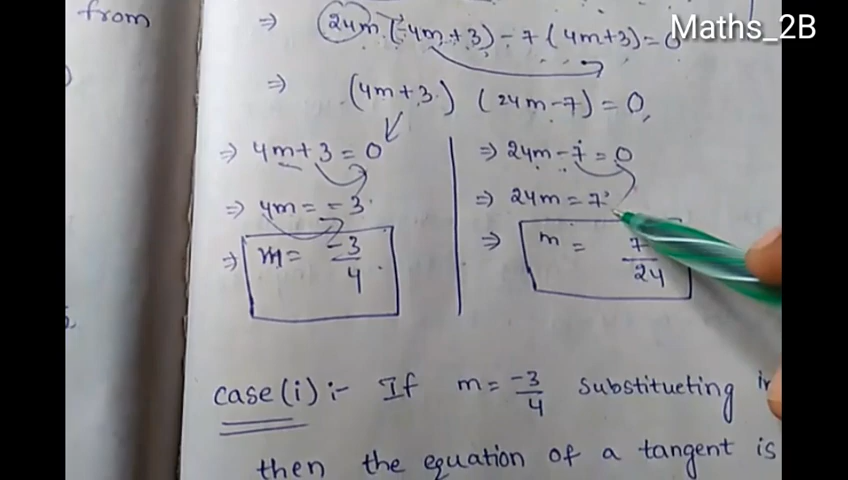 from
⇒ 24m (4m+3) - 7 (4m+3) = 0
Maths_2B
⇒ (4m+3) (24m-7) = 0,
⇒ 4m+3 = 0
⇒ 24m-7 = 0
⇒ 4m = -3
⇒ 24m = 7
⇒ m = -3/4
⇒ m = 7/24
case(i) :- If m = -3/4 substitueting
then the equation of a tangent is